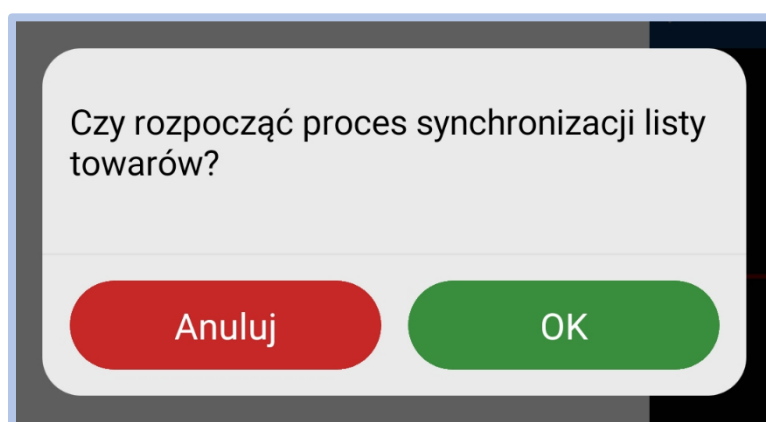 Czy rozpocząć proces synchronizacji listy
towarów?
Anuluj
OK